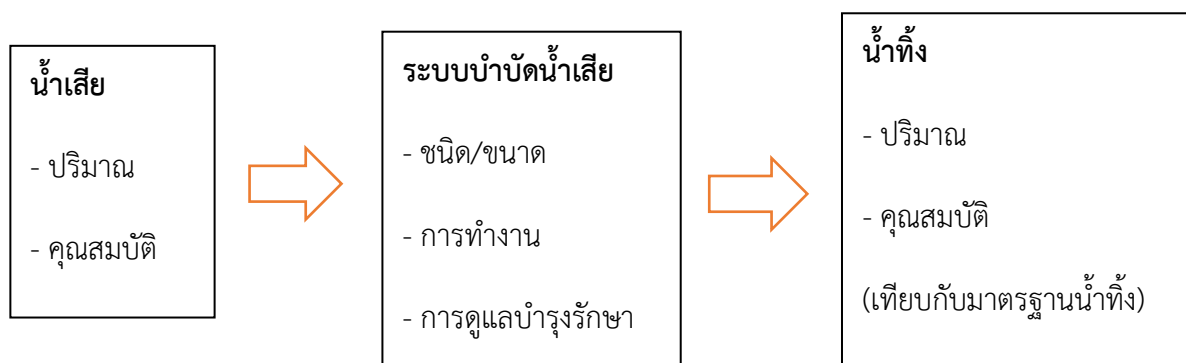 น้ำเสีย
- ปริมาณ
- คุณสมบัติ
ระบบบำบัดน้ำเสีย
- ชนิด/ขนาด
- การทำงาน
- การดูแลบำรุงรักษา
น้ำทิ้ง
- ปริมาณ
- คุณสมบัติ
(เทียบกับมาตรฐานน้ำทิ้ง)